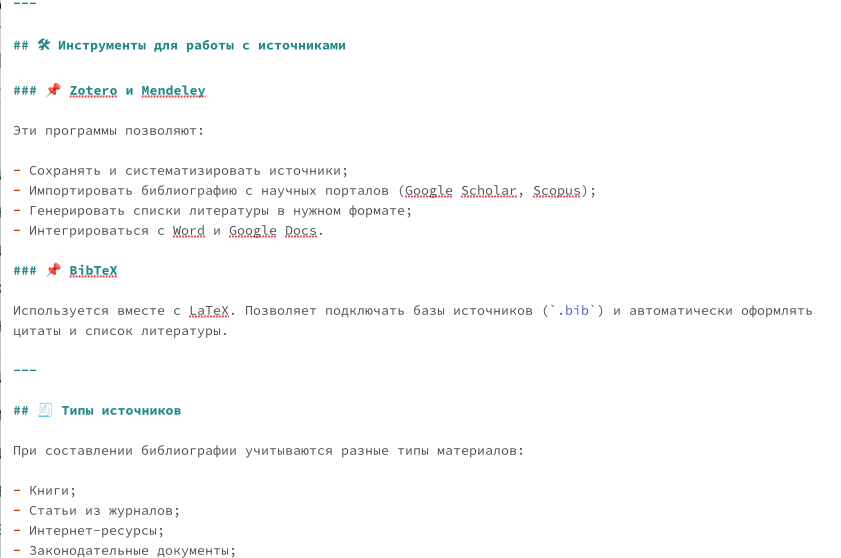 ---
## 🛠 Инструменты для работы с источниками
### 📌 Zotero и Mendeley
Эти программы позволяют:
- Сохранять и систематизировать источники;
- Импортировать библиографию с научных порталов (Google Scholar, Scopus);
- Генерировать списки литературы в нужном формате;
- Интегрироваться с Word и Google Docs.
### 📌 BibTeX
Используется вместе с LaTeX. Позволяет подключать базы источников (`.bib`) и автоматически оформлять
цитаты и список литературы.
---
## 🧾 Типы источников
При составлении библиографии учитываются разные типы материалов:
- Книги;
- Статьи из журналов;
- Интернет-ресурсы;
- Законодательные документы;